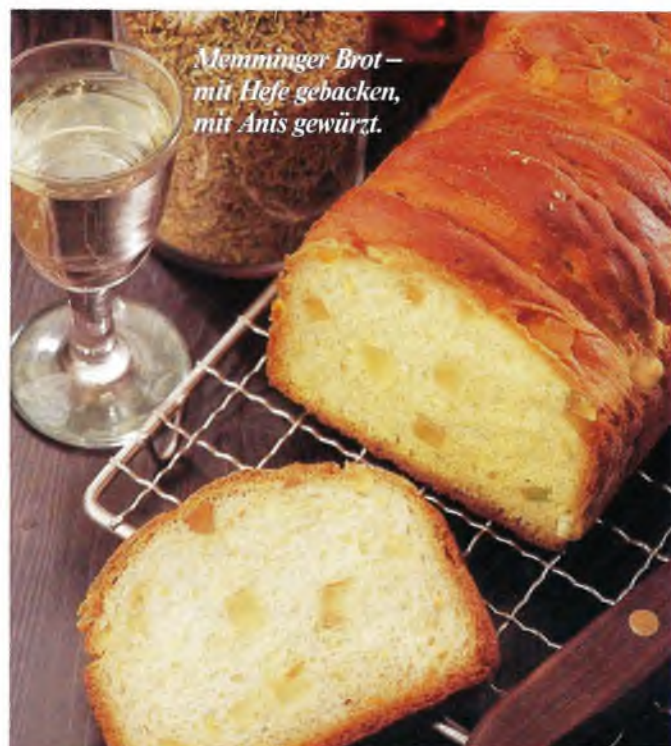 Memminger Brot –
mit Hefe gebacken,
mit Anis gewürzt.